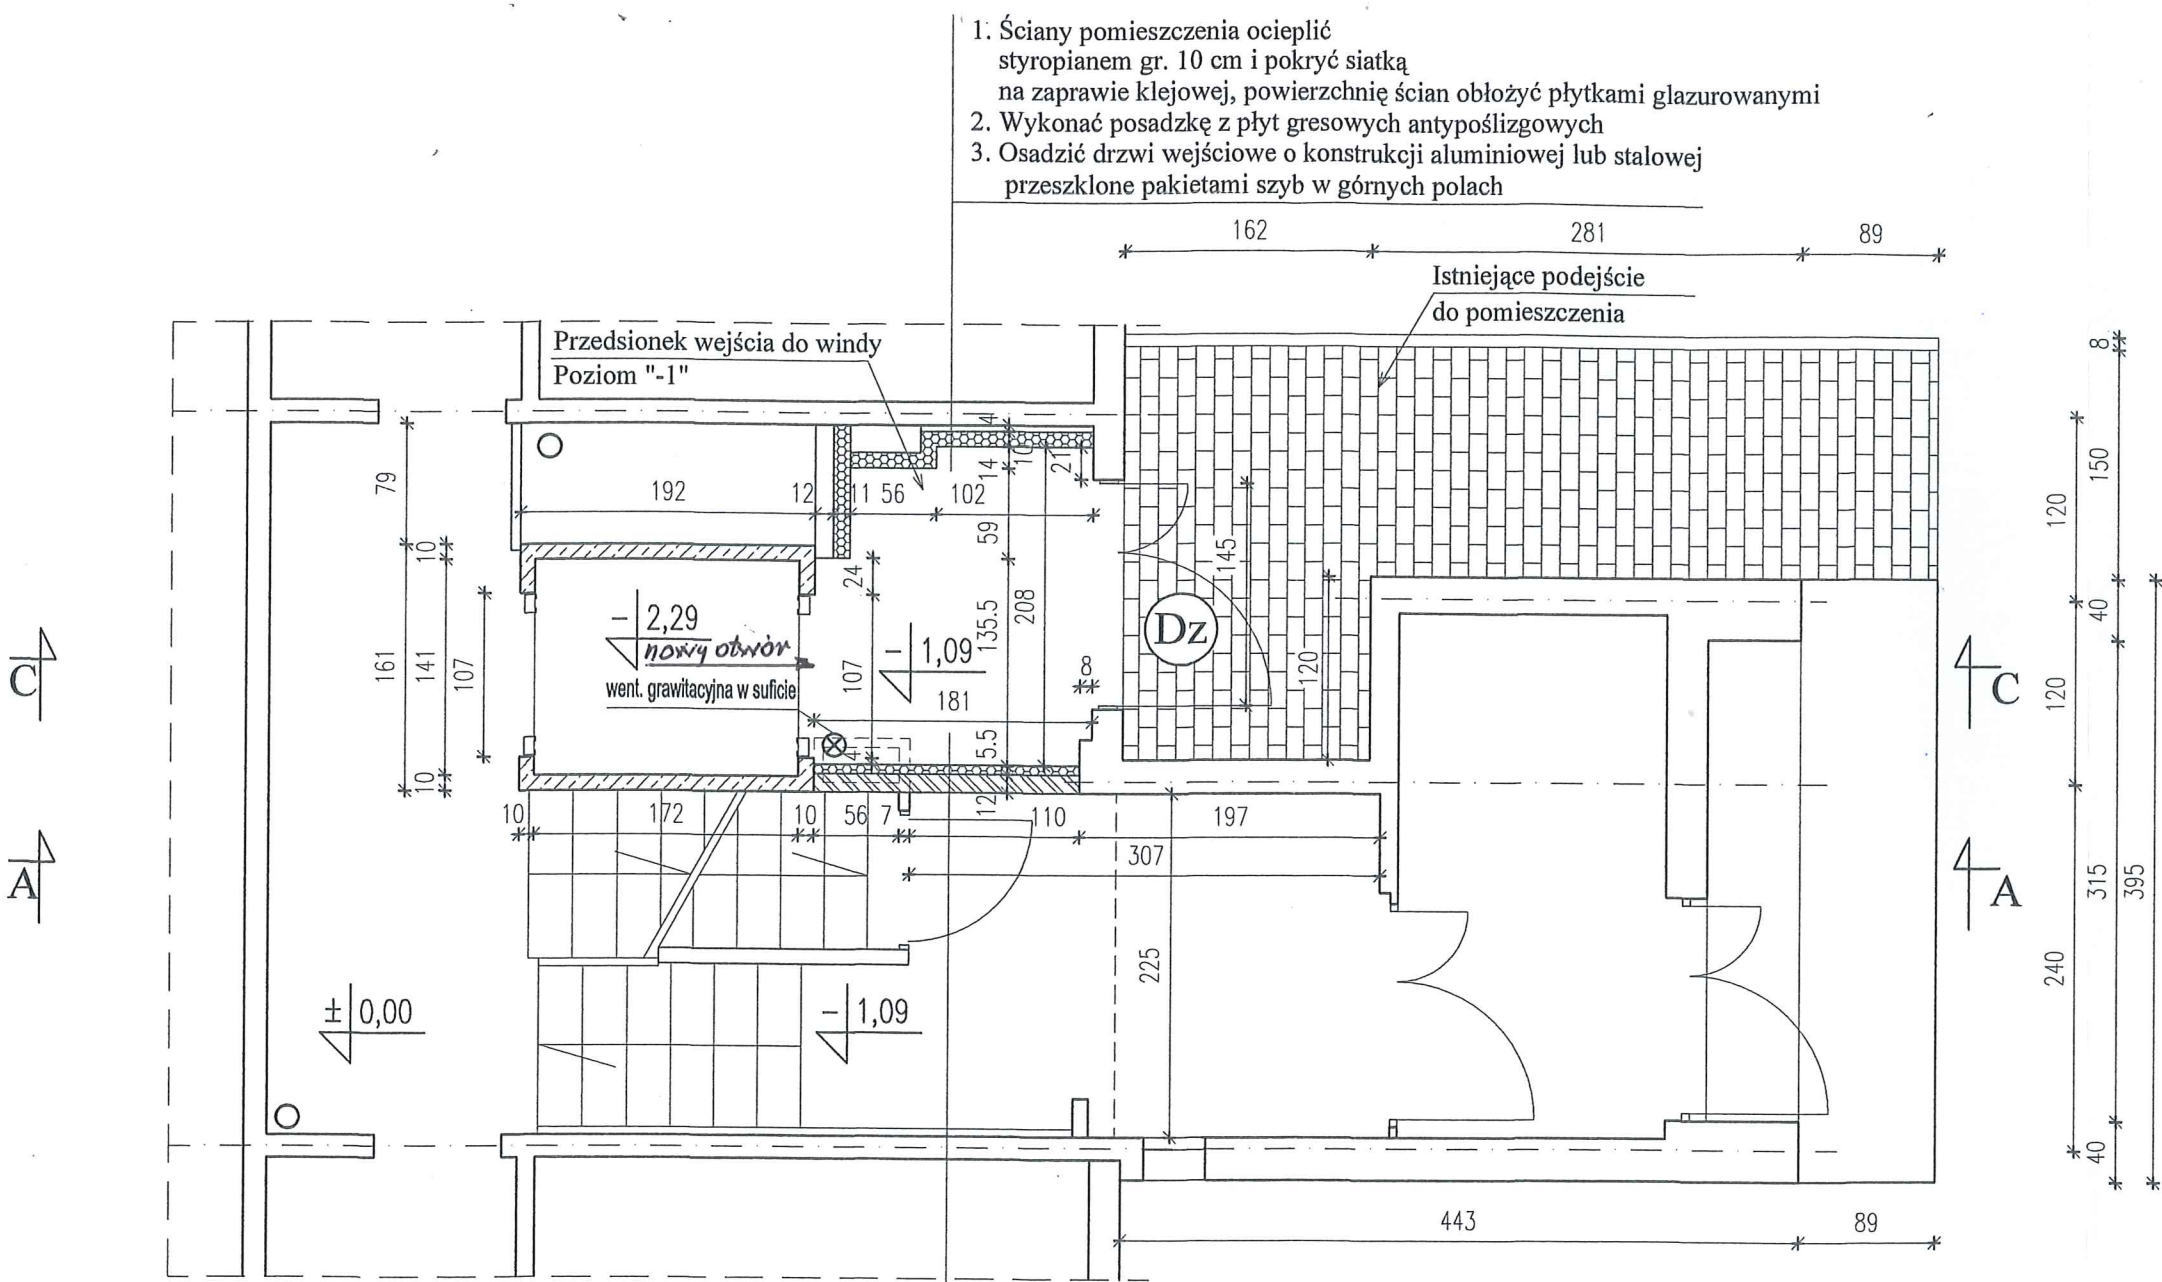 1. Ściany pomieszczenia ocieplić
styropianem gr. 10 cm i pokryć siatką
na zaprawie klejowej, powierzchnię ścian obłożyć płytkami glazurowanymi
2. Wykonać posadzkę z płyt gresowych antypoślizgowych
3. Osadzić drzwi wejściowe o konstrukcji aluminiowej lub stalowej
przeszklone pakietami szyb w górnych polach
162 281 89
Istniejące podejście
do pomieszczenia
Przedsionek wejścia do windy
Poziom "-1"
8
4
10
14
21
79
192 12 11 56 102
150
120
59
10
24
145
135.5
208
40
- 2,29
nowy otwór
went. grawitacyjna w suficie
Dz
- 1,09
161
141
107
107
8
120
120
C
C
181
5.5
4
10
12
10 172 10 56 7 110 197
307
A
A
315
395
225
240
± 0,00
- 1,09
40
443 89